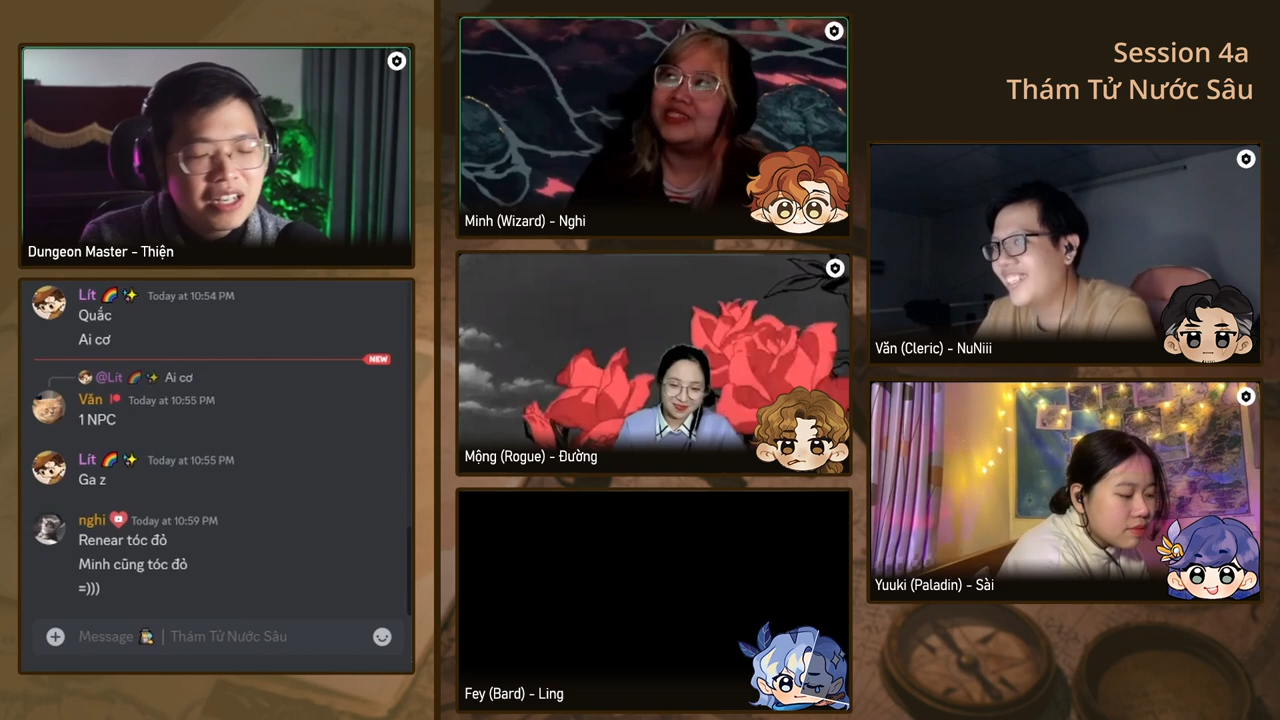 Session 4a
Thám Tử Nước Sâu
Dungeon Master - Thiện
Minh (Wizard) - Nghi
Văn (Cleric) - NuNiii
Mộng (Rogue) - Đường
Yuuki (Paladin) - Sài
Fey (Bard) - Ling
Lít Today at 10:54 PM
Quắc
Ai cơ
NEW
@Lít Ai cơ
Văn Today at 10:55 PM
1 NPC
Lít Today at 10:55 PM
Ga z
nghi Today at 10:59 PM
Renear tóc đỏ
Minh cũng tóc đỏ
=)))
Message | Thám Tử Nước Sâu